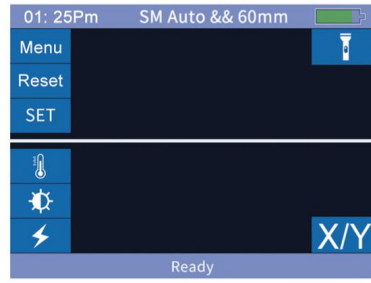 01: 25Pm SM Auto && 60mm
Menu
Reset
SET
X/Y
Ready